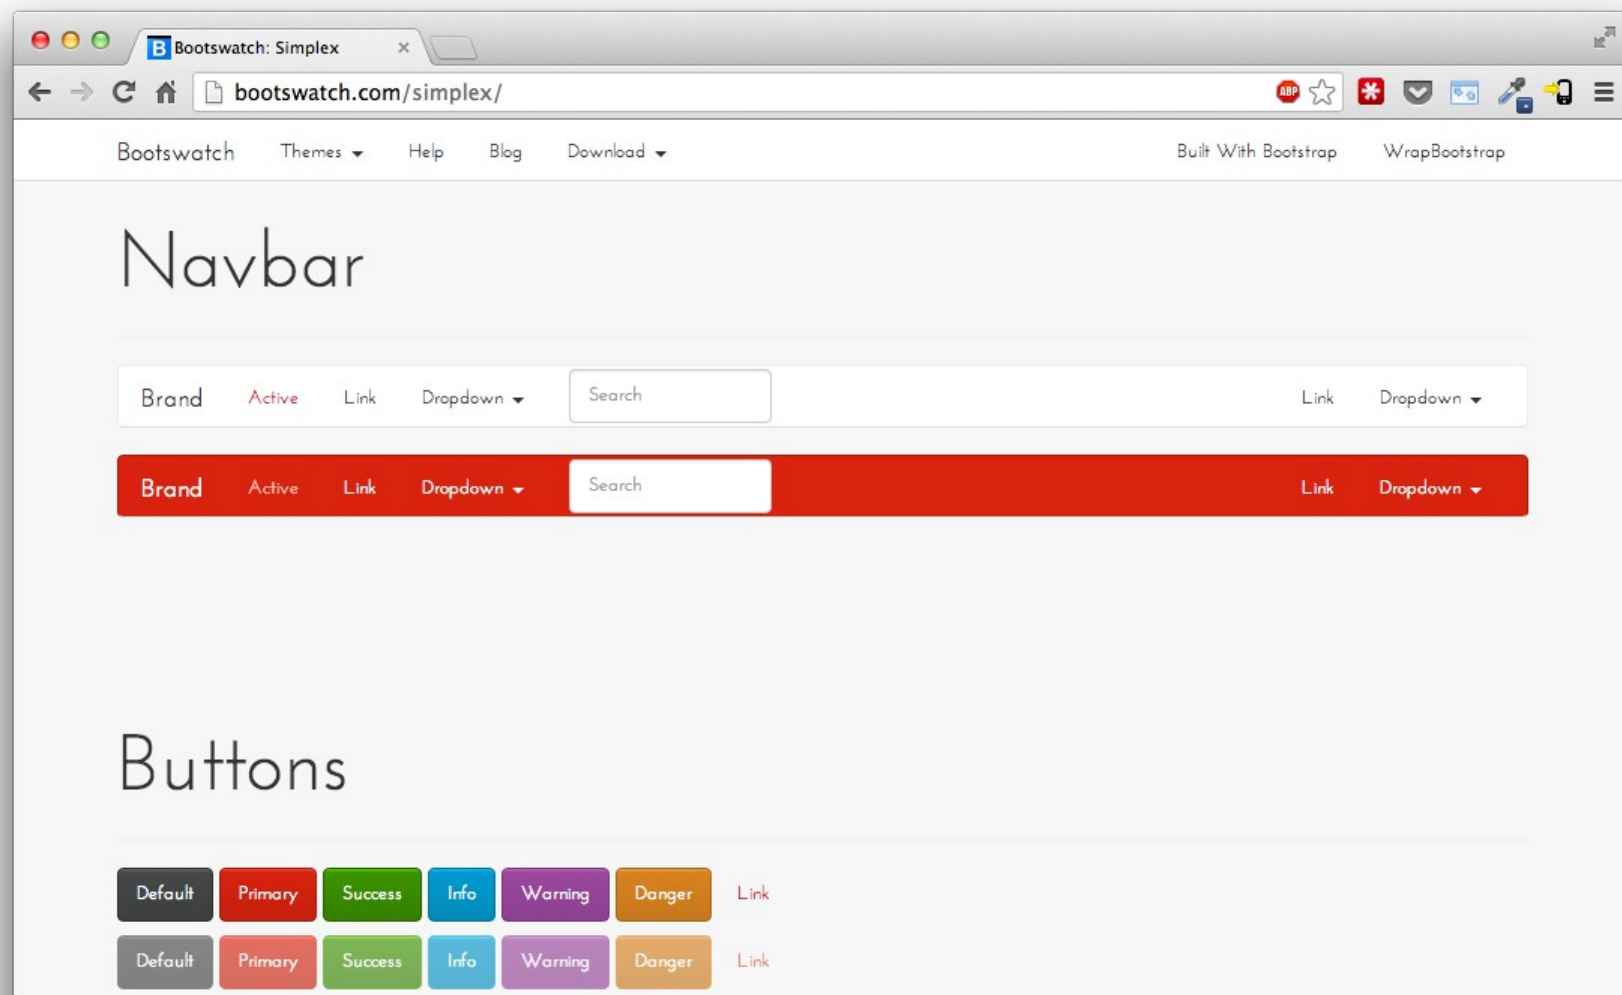 Bootswatch: Simplex
bootswatch.com/simplex/
ABP
Bootswatch Themes Help Blog Download Built With Bootstrap WrapBootstrap
Navbar
Brand Active Link Dropdown Search Link Dropdown
Brand Active Link Dropdown Search Link Dropdown
Buttons
Default Primary Success Info Warning Danger Link
Default Primary Success Info Warning Danger Link